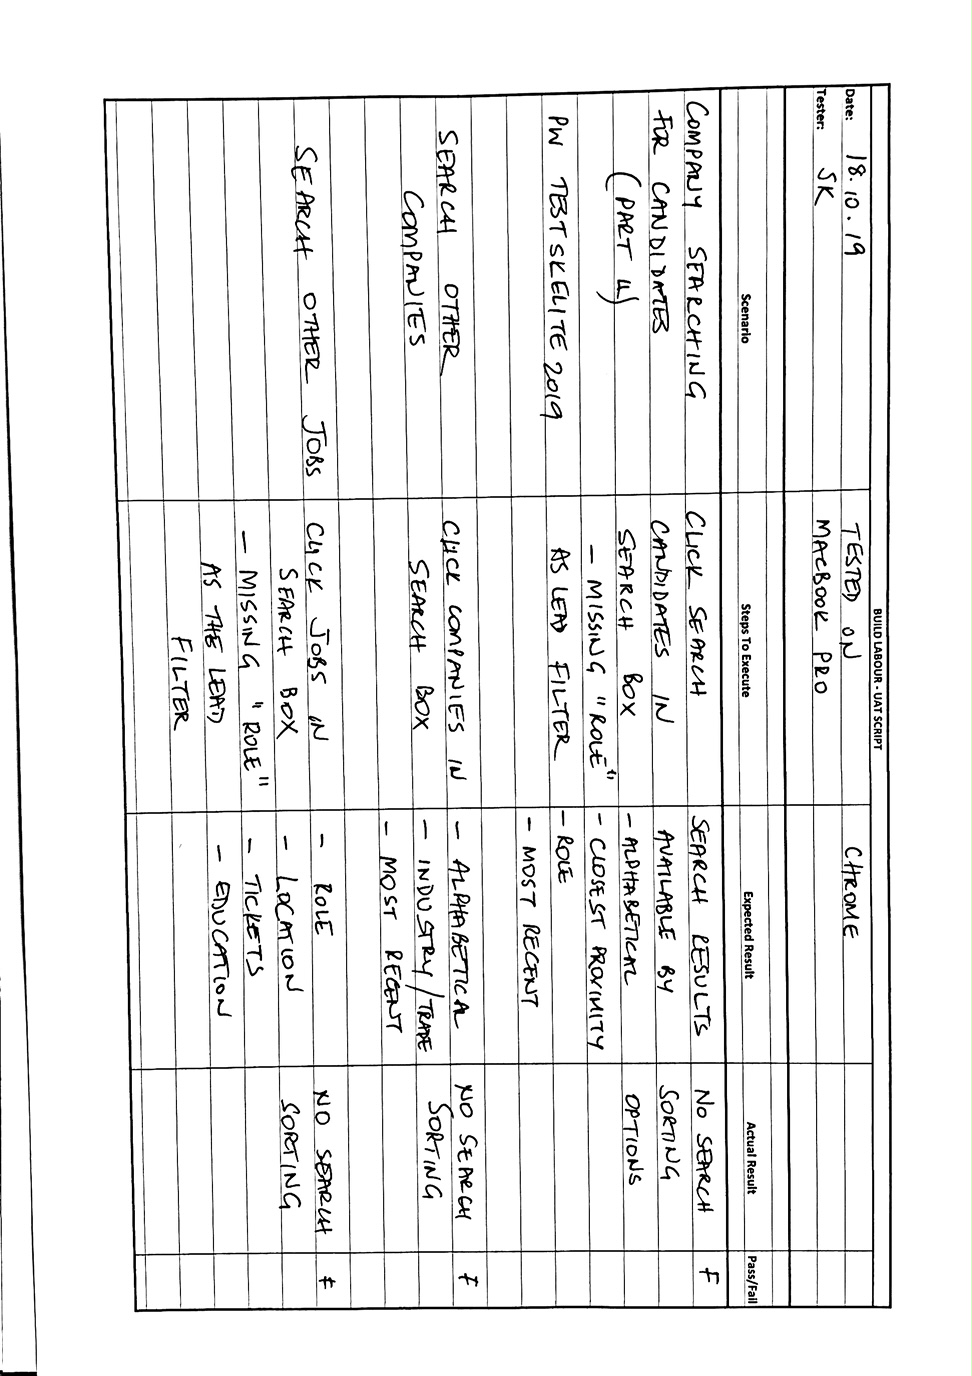 BUILD LABOUR - UAT SCRIPT
Date: 18.10.19 TESTED ON CHROME
Tester: SK MACBOOK PRO
Scenario Steps To Execute Expected Result Actual Result Pass/Fail
COMPANY SEARCHING CLICK SEARCH SEARCH RESULTS NO SEARCH F
FOR CANDIDATES CANDIDATES IN AVAILABLE BY SORTING
(PART 4) SEARCH BOX - ALPHABETICAL OPTIONS
- MISSING "ROLE" - CLOSEST PROXIMITY
PW TESTSKELITE 2019 AS LEAD FILTER - ROLE
- MOST RECENT
SEARCH OTHER CLICK COMPANIES IN - ALPHABETICAL NO SEARCH F
COMPANIES SEARCH BOX - INDUSTRY/TRADE SORTING
- MOST RECENT
SEARCH OTHER JOBS CLICK JOBS IN - ROLE NO SEARCH F
SEARCH BOX - LOCATION SORTING
- MISSING "ROLE" - TICKETS
AS THE LEAD - EDUCATION
FILTER